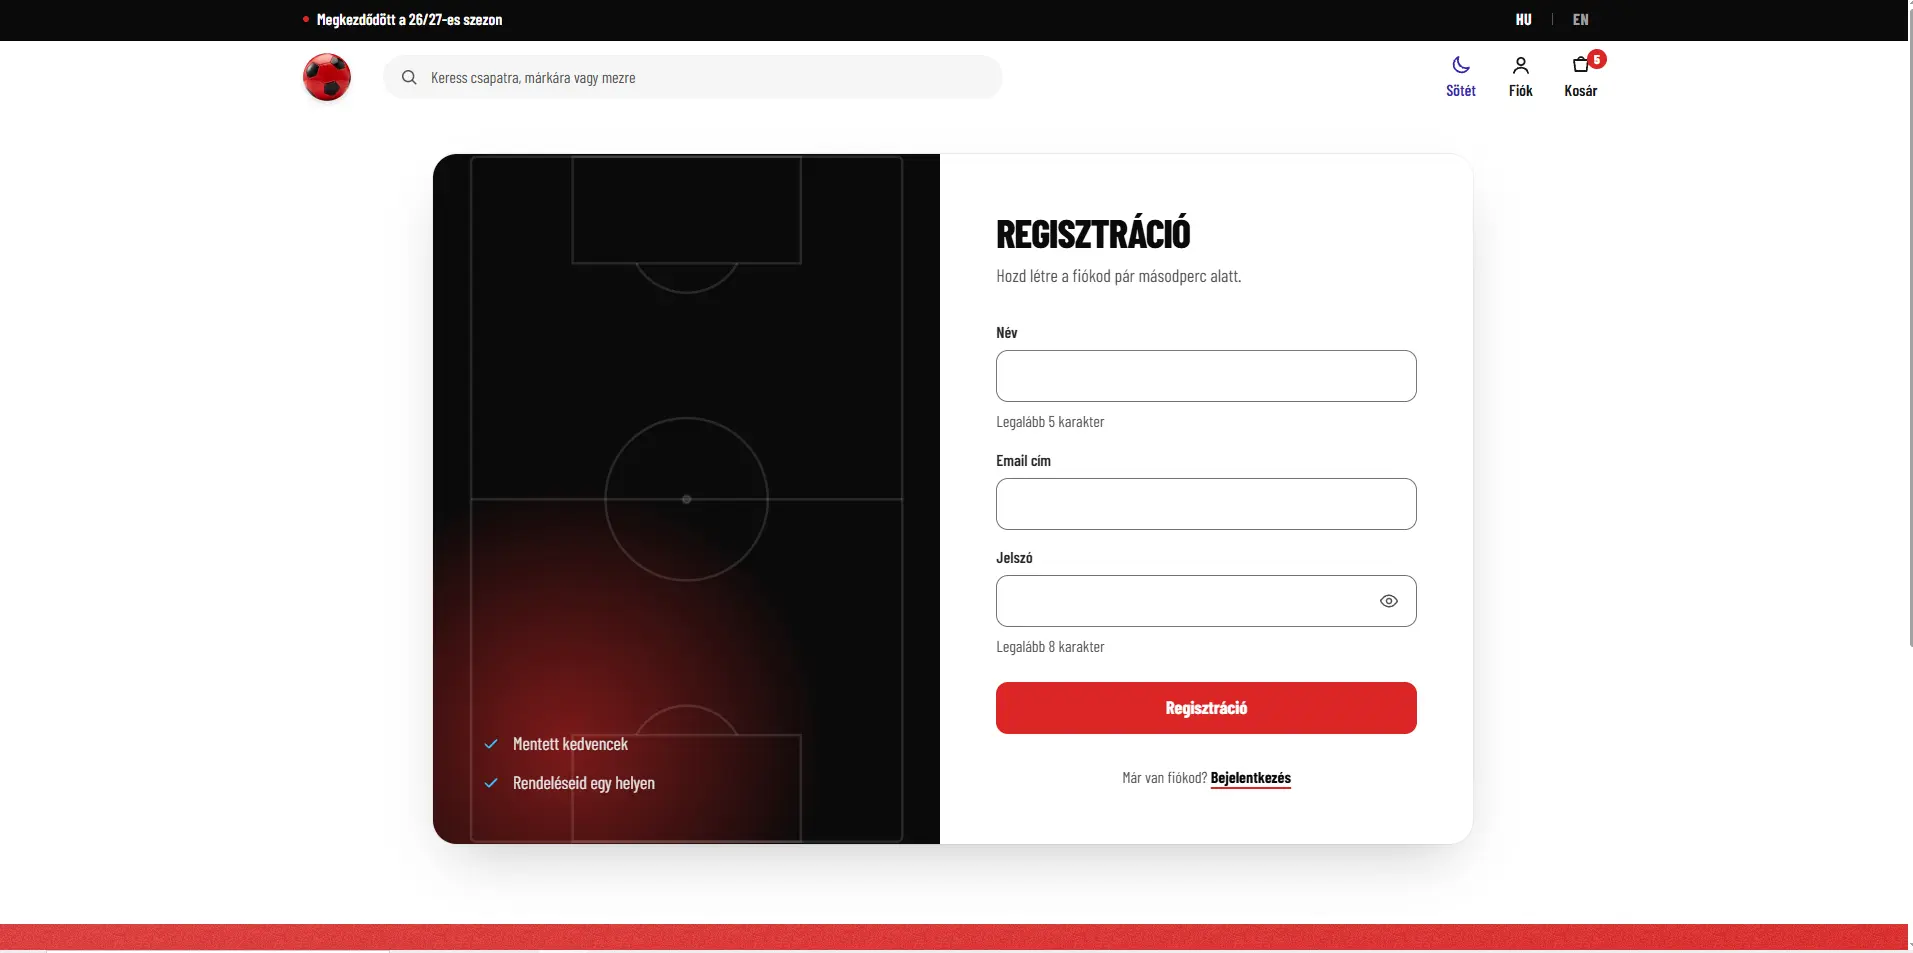 Megkezdődött a 26/27-es szezon
HU
EN
Keress csapatra, márkára vagy mezre
Sötét
Fiók
5
Kosár
REGISZTRÁCIÓ
Hozd létre a fiókod pár másodperc alatt.
Név
Legalább 5 karakter
Email cím
Jelszó
Legalább 8 karakter
Regisztráció
Már van fiókod? Bejelentkezés
Mentett kedvencek
Rendeléseid egy helyen